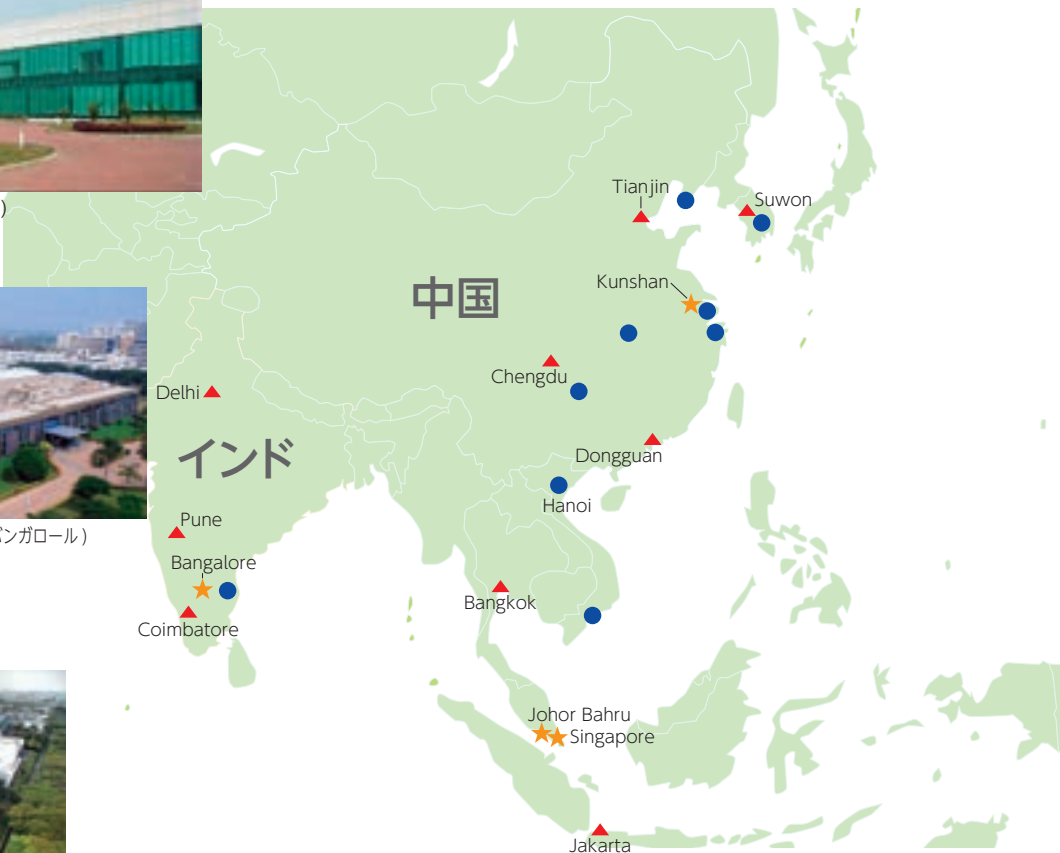 )
バンガロール )
中国
インド
Tianjin
Suwon
Kunshan
Chengdu
Delhi
Dongguan
Hanoi
Pune
Bangalore
Coimbatore
Bangkok
Johor Bahru
Singapore
Jakarta